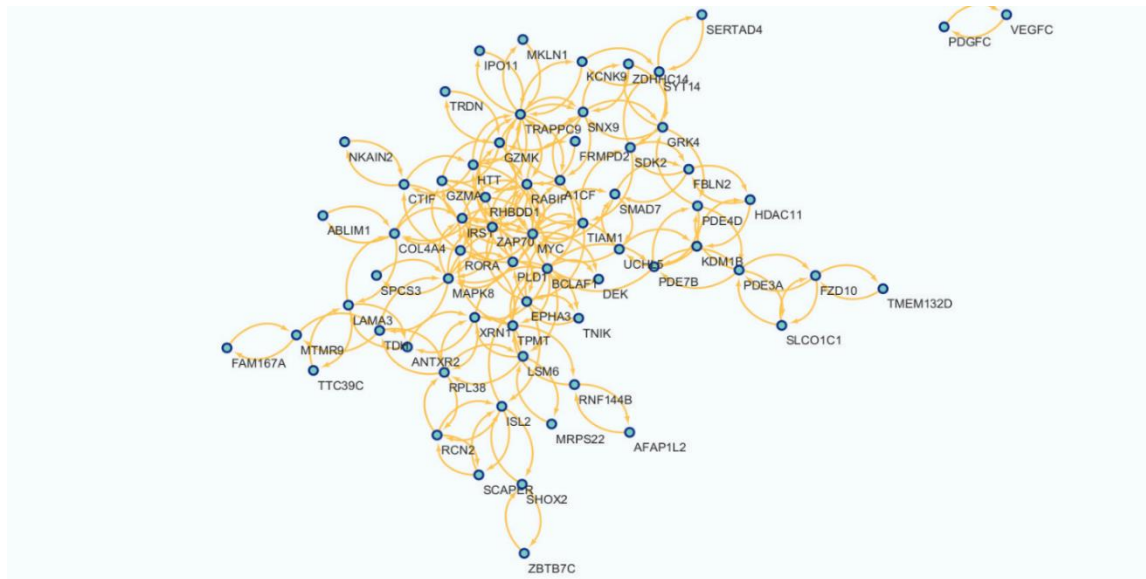 SERTAD4
PDGFC
VEGFC
MKLN1
IPO11
KCNK9
ZDHHC14
SYT14
TRDN
TRAPPC9
SNX9
GRK4
NKAIN2
GZMK
FRMPD2
SDK2
HTT
FBLN2
CTIF
GZMA
RABIF
A1CF
RHBDD1
SMAD7
PDE4D
HDAC11
ABLIM1
IRS1
COL4A4
ZAP70
MYC
TIAM1
RORA
PLD1
UCHL5
KDM1B
SPCS3
MAPK8
BCLAF1
DEK
PDE7B
PDE3A
FZD10
TMEM132D
LAMA3
EPHA3
XRN1
TPMT
TNIK
SLCO1C1
MTMR9
TDH
FAM167A
ANTXR2
TTC39C
RPL38
LSM6
RNF144B
ISL2
MRPS22
AFAP1L2
RCN2
SCAPER
SHOX2
ZBTB7C